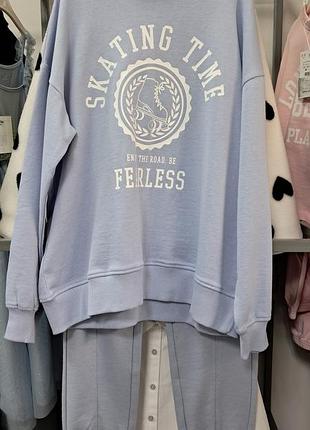 SKATING TIME
THE ROAD. BE
FEARLESS